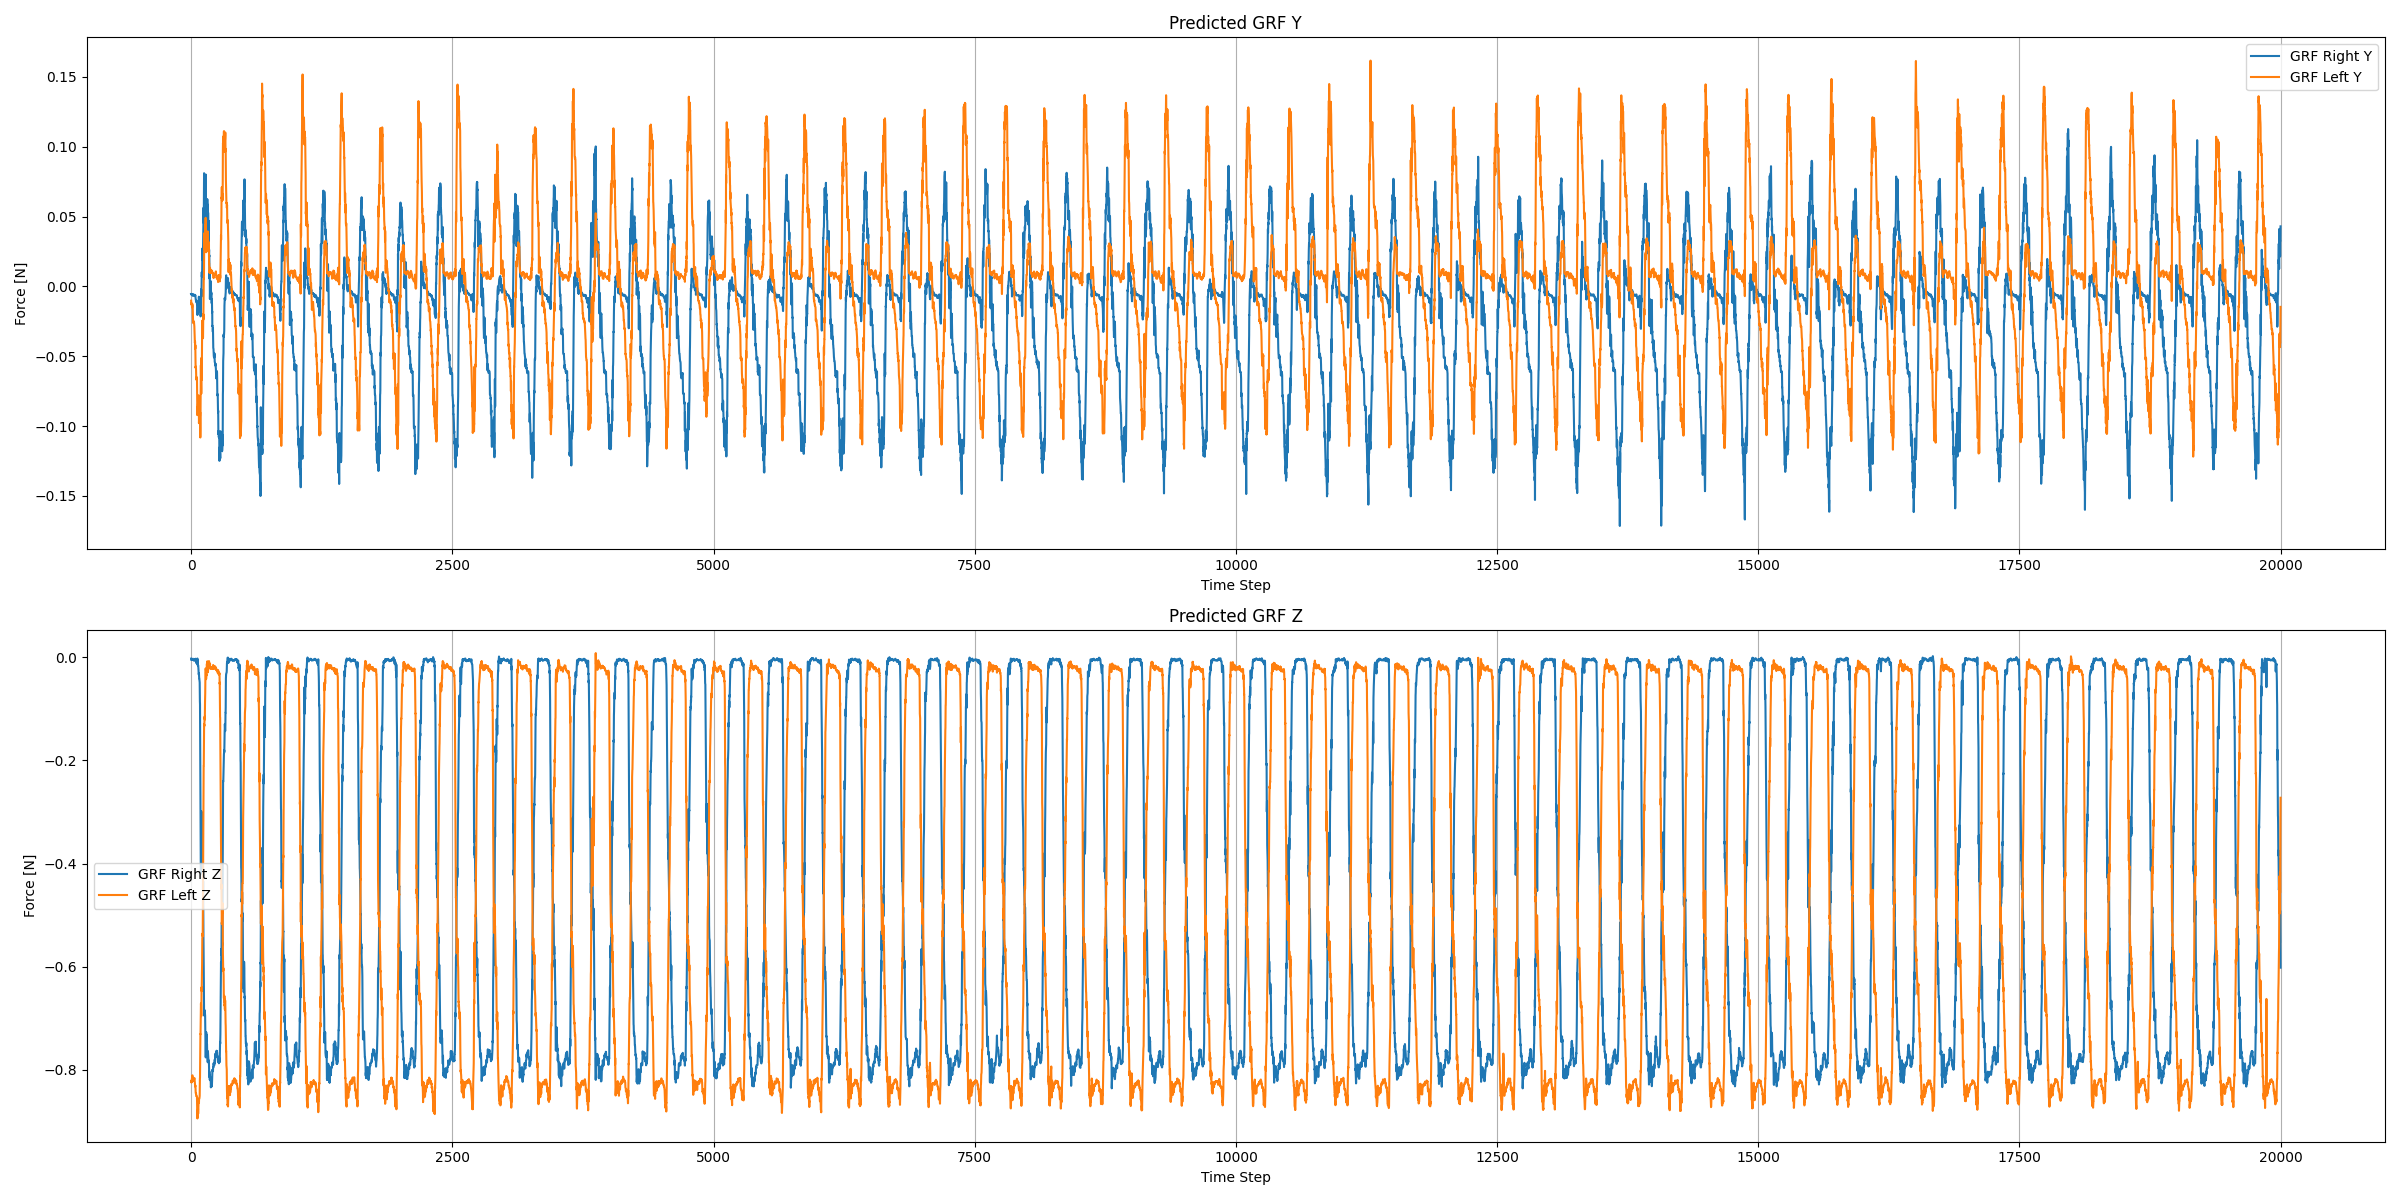 Predicted GRF Y
GRF Right Y
GRF Left Y
0.15
0.10
0.05
0.00
−0.05
−0.10
−0.15
Force [N]
0 2500 5000 7500 10000 12500 15000 17500 20000
Time Step
Predicted GRF Z
0.0
−0.2
−0.4
−0.6
−0.8
Force [N]
GRF Right Z
GRF Left Z
0 2500 5000 7500 10000 12500 15000 17500 20000
Time Step